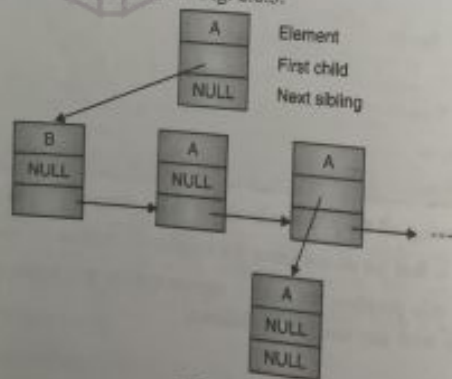 A Element
First child
NULL Next sibling
B
NULL
A
NULL
A
...
A
NULL
NULL